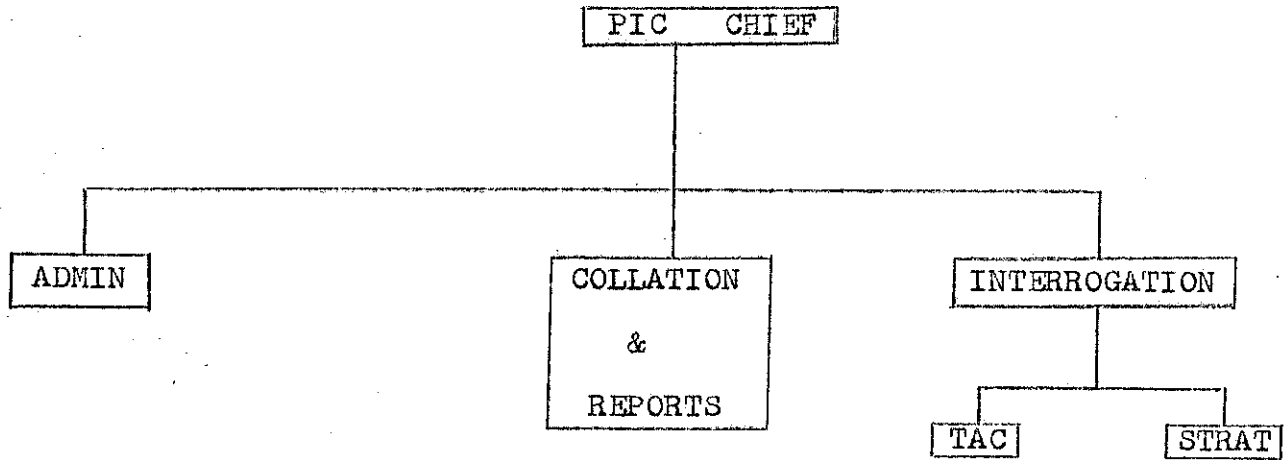 PIC CHIEF
ADMIN
COLLATION
&
REPORTS
INTERROGATION
TAC
STRAT